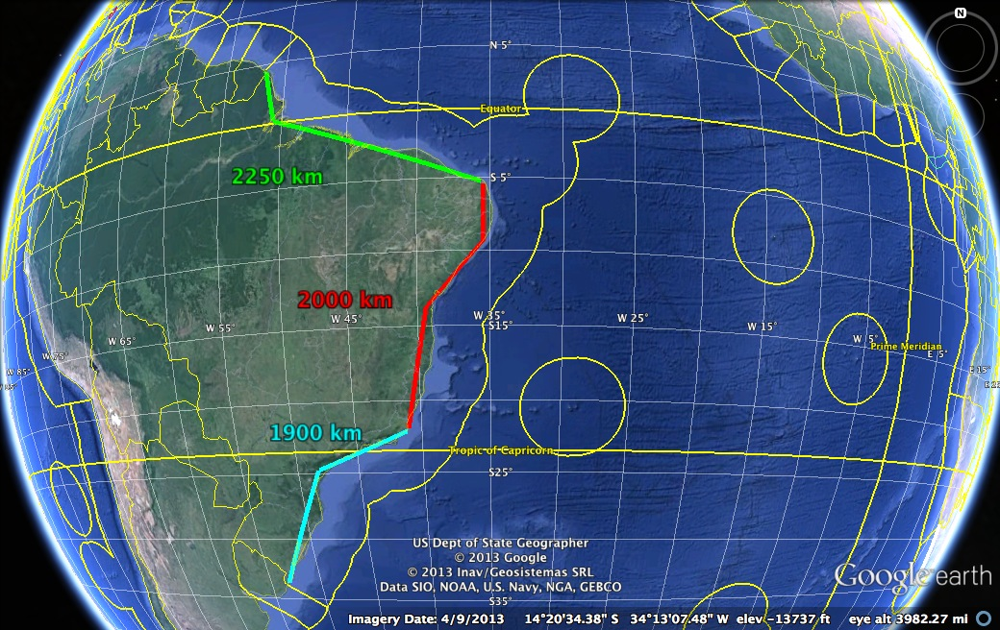 N
N 5°
Equator
2250 km
S 5°
2000 km
W 45°
W 35°
S15°
W 25°
W 15°
W 55°
W 65°
W 5°
Prime Meridian
E 5°
W 75°
W 85°
E 15°
1900 km
Tropic of Capricorn
S25°
US Dept of State Geographer
© 2013 Google
© 2013 Inav/Geosistemas SRL
Data SIO, NOAA, U.S. Navy, NGA, GEBCO
Google earth
S35°
Imagery Date: 4/9/2013 14°20'34.38" S 34°13'07.48" W elev -13737 ft eye alt 3982.27 mi